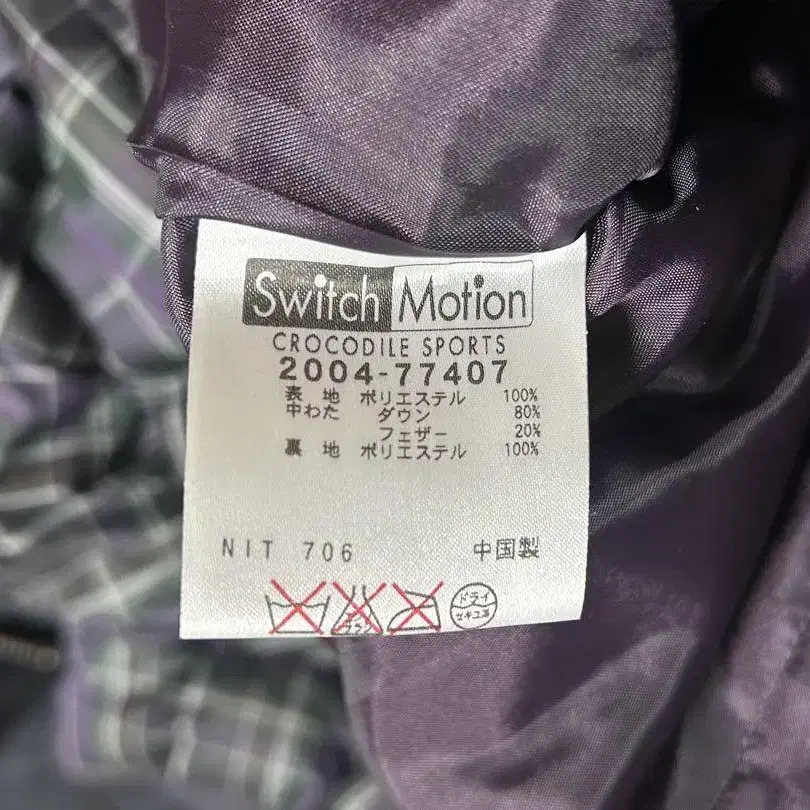 Switch Motion
CROCODILE SPORTS
2004-77407
表 地 ポリエステル 100%
中わた ダウン 80%
フェザー 20%
裏 地 ポリエステル 100%
NIT 706 中国製
ドライ
セキユ系